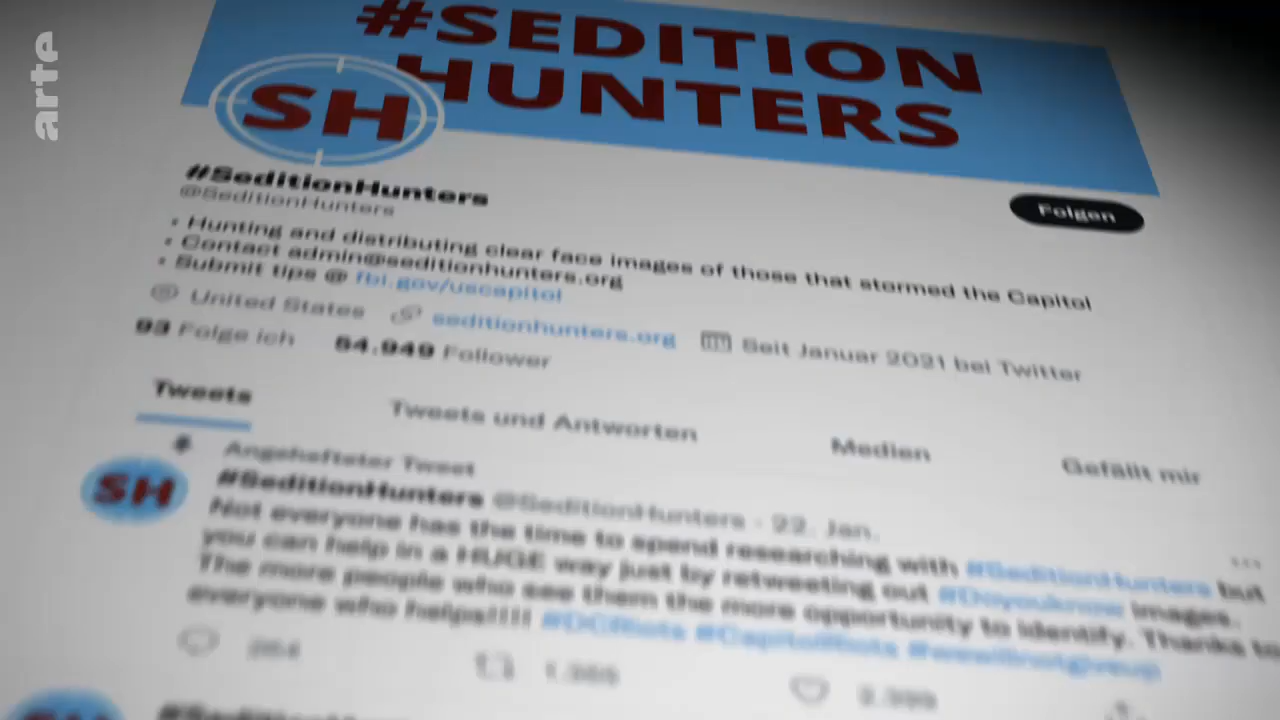 arte
#SEDITION
HUNTERS
SH
#SeditionHunters
@SeditionHunters
Folgen
• Hunting and distributing clear face images of those that stormed the Capitol
• Contact admin@seditionhunters.org
• Submit tips @ fbi.gov/uscapitol
United States seditionhunters.org Seit Januar 2021 bei Twitter
93 Folge ich 54.949 Follower
Tweets Tweets und Antworten Medien Gefällt mir
Angehefteter Tweet
SH
#SeditionHunters @SeditionHunters · 22. Jan.
Not everyone has the time to spend researching with #SeditionHunters but
you can help in a HUGE way just by retweeting out #Doyouknow images.
The more people who see them the more opportunity to identify. Thanks to
everyone who helps!!!!! #DCRiots #CapitolRiots #wewillnotgiveup
264